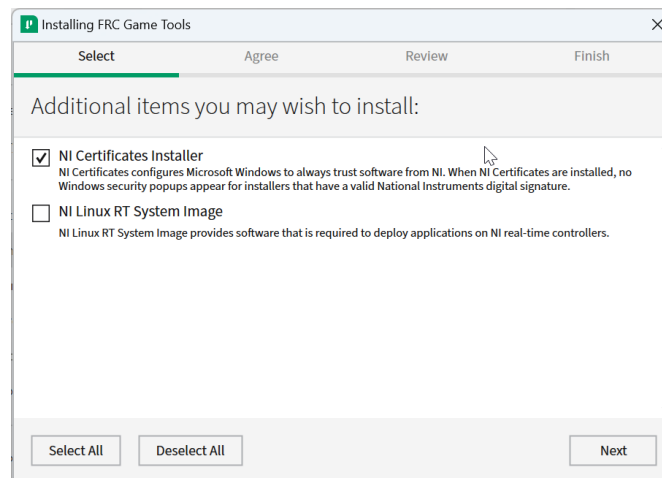 Installing FRC Game Tools
Select Agree Review Finish
Additional items you may wish to install:
NI Certificates Installer
NI Certificates configures Microsoft Windows to always trust software from NI. When NI Certificates are installed, no
Windows security popups appear for installers that have a valid National Instruments digital signature.
NI Linux RT System Image
NI Linux RT System Image provides software that is required to deploy applications on NI real-time controllers.
Select All Deselect All Next